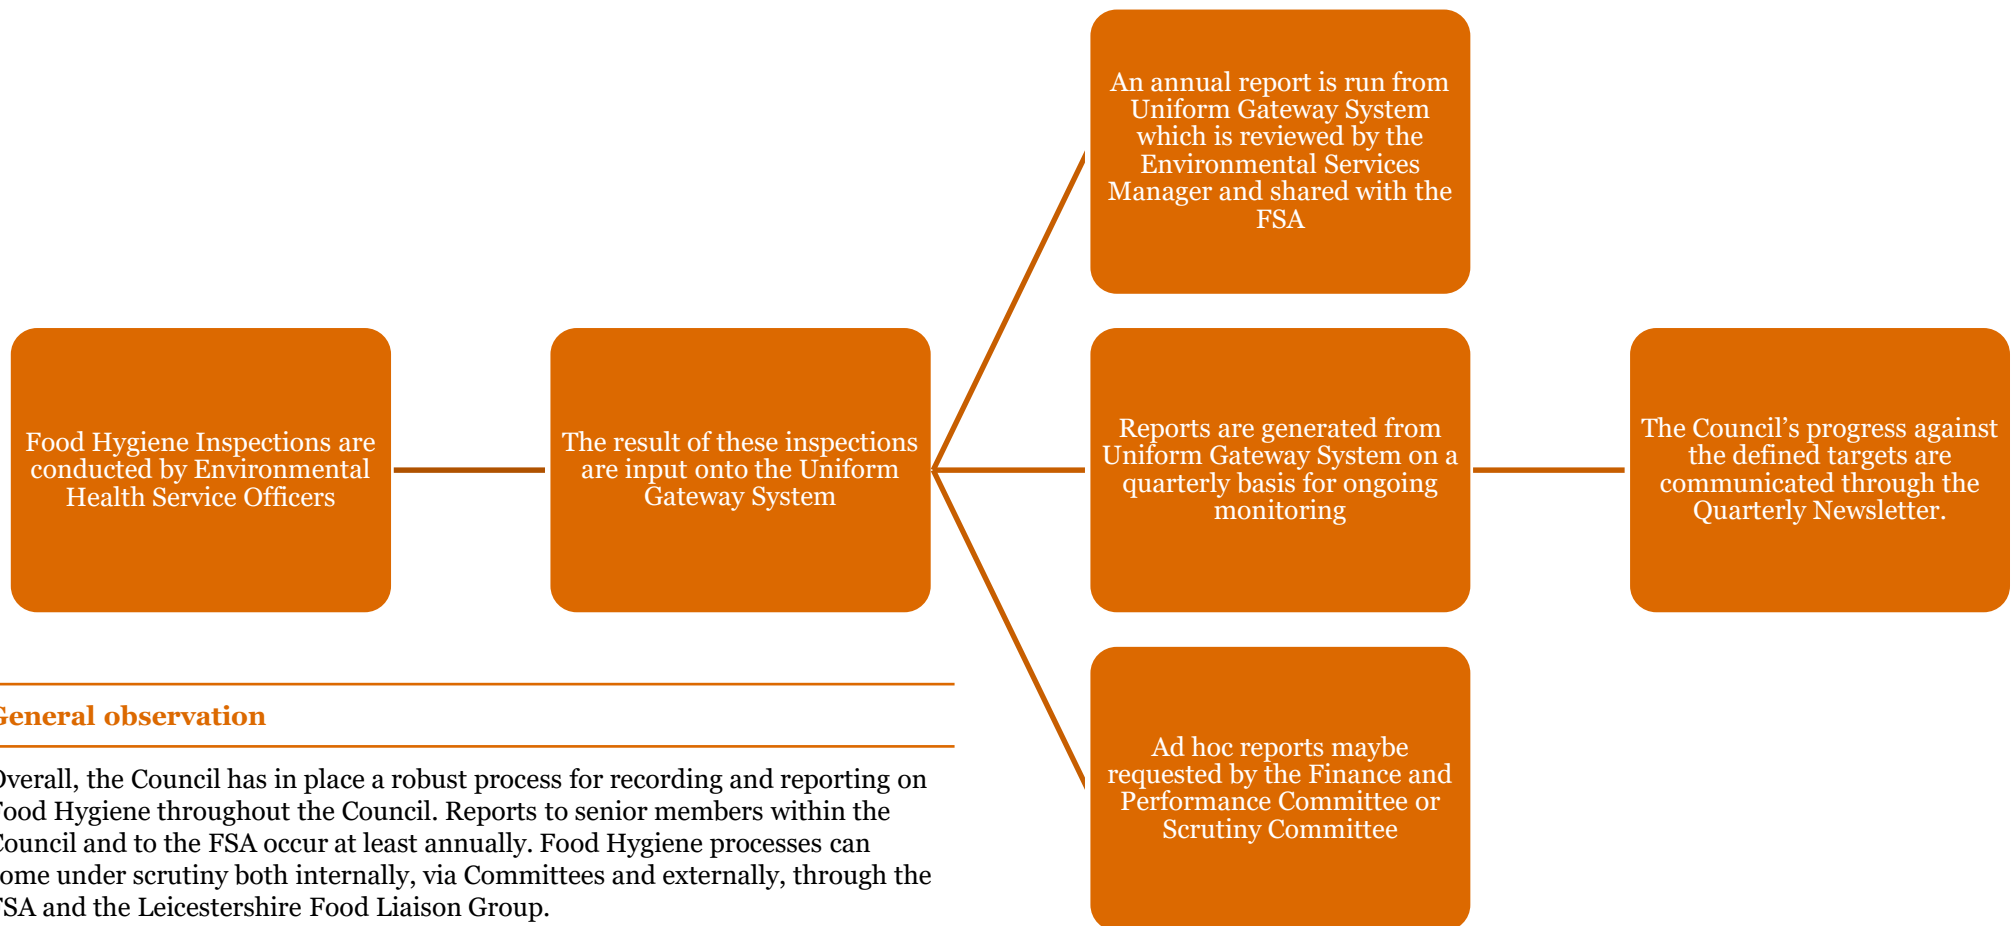 An annual report is run from
Uniform Gateway System
which is reviewed by the
Environmental Services
Manager and shared with the
FSA
Food Hygiene Inspections are
conducted by Environmental
Health Service Officers
The result of these inspections
are input onto the Uniform
Gateway System
Reports are generated from
Uniform Gateway System on a
quarterly basis for ongoing
monitoring
The Council’s progress against
the defined targets are
communicated through the
Quarterly Newsletter.
Ad hoc reports maybe
requested by the Finance and
Performance Committee or
Scrutiny Committee
General observation
Overall, the Council has in place a robust process for recording and reporting on
Food Hygiene throughout the Council. Reports to senior members within the
Council and to the FSA occur at least annually. Food Hygiene processes can
come under scrutiny both internally, via Committees and externally, through the
FSA and the Leicestershire Food Liaison Group.